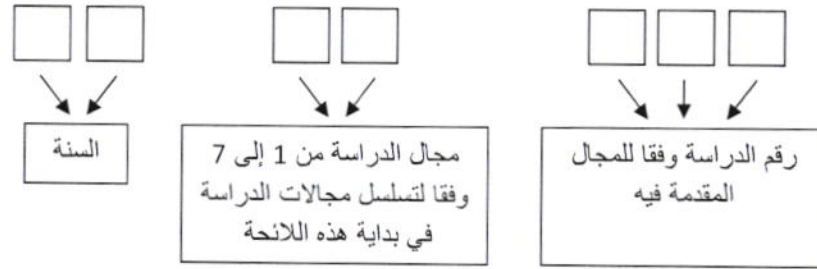 رقم الدراسة وفقا للمجال
المقدمة فيه
مجال الدراسة من 1 إلى 7
وفقا لتسلسل مجالات الدراسة
في بداية هذه اللائحة
السنة